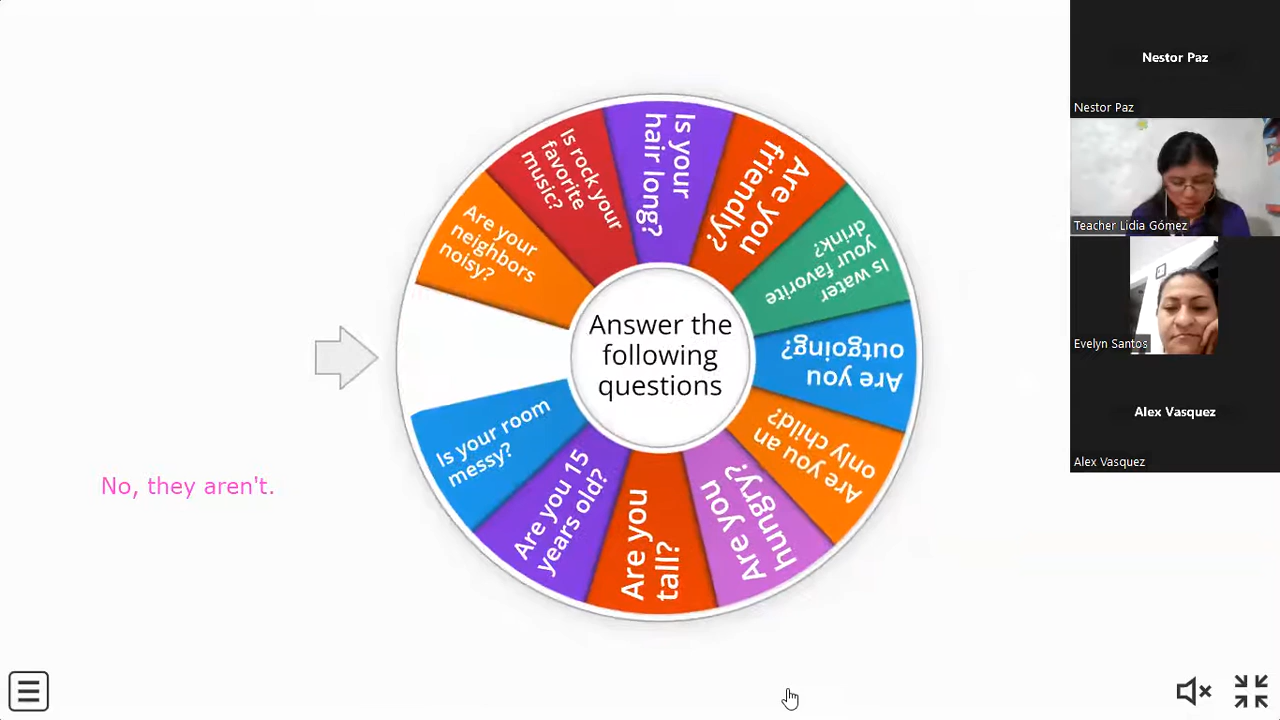 Is your
hair long?
Are you
friendly?
Is water
your favorite
drink?
Are you
outgoing?
Are you an
only child?
Are you
hungry?
Are you
tall?
Are you 15
years old?
Is your room
messy?
Are your
neighbors
noisy?
Is rock your
favorite
music?
Answer the
following
questions
No, they aren't.
Nestor Paz
Nestor Paz
Teacher Lidia Gómez
Evelyn Santos
Alex Vasquez
Alex Vasquez